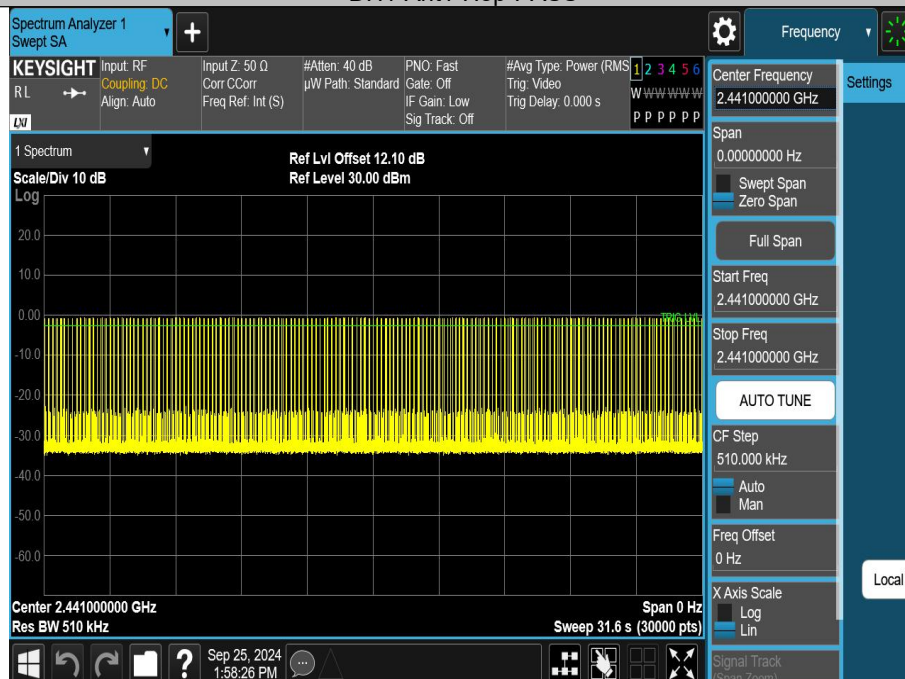 Spectrum Analyzer 1
Swept SA
Frequency
KEYSIGHT
RL
LXI
Input: RF
Coupling: DC
Align: Auto
Input Z: 50 Ω
Corr CCorr
Freq Ref: Int (S)
#Atten: 40 dB
µW Path: Standard
PNO: Fast
Gate: Off
IF Gain: Low
Sig Track: Off
#Avg Type: Power (RMS
Trig: Video
Trig Delay: 0.000 s
1 2 3 4 5 6
W W W W W W
P P P P P P
1 Spectrum
Scale/Div 10 dB
Ref Lvl Offset 12.10 dB
Ref Level 30.00 dBm
Log
20.0
10.0
0.00
TRIG LVL
-10.0
-20.0
-30.0
-40.0
-50.0
-60.0
Center 2.441000000 GHz
Span 0 Hz
Res BW 510 kHz
Sweep 31.6 s (30000 pts)
Center Frequency
2.441000000 GHz
Settings
Span
0.00000000 Hz
Swept Span
Zero Span
Full Span
Start Freq
2.441000000 GHz
Stop Freq
2.441000000 GHz
AUTO TUNE
CF Step
510.000 kHz
Auto
Man
Freq Offset
0 Hz
Local
X Axis Scale
Log
Lin
Signal Track
(Span Zoom)
?
Sep 25, 2024
1:58:26 PM